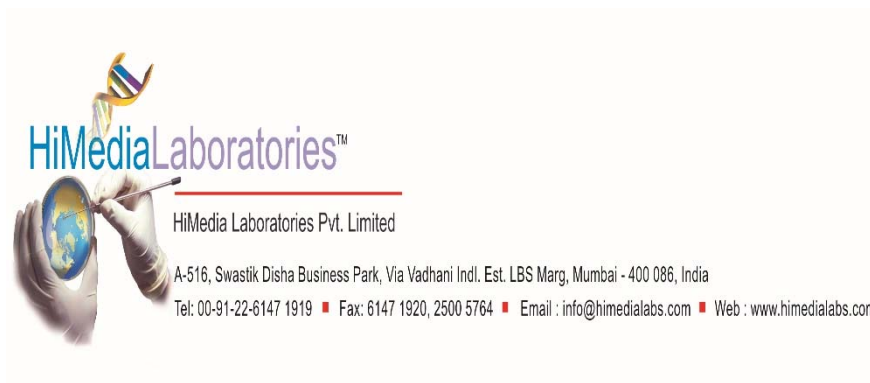 HiMediaLaboratories™
HiMedia Laboratories Pvt. Limited
A-516, Swastik Disha Business Park, Via Vadhani Indl. Est. LBS Marg, Mumbai - 400 086, India
Tel: 00-91-22-6147 1919 ■ Fax: 6147 1920, 2500 5764 ■ Email : info@himedialabs.com ■ Web : www.himedialabs.com